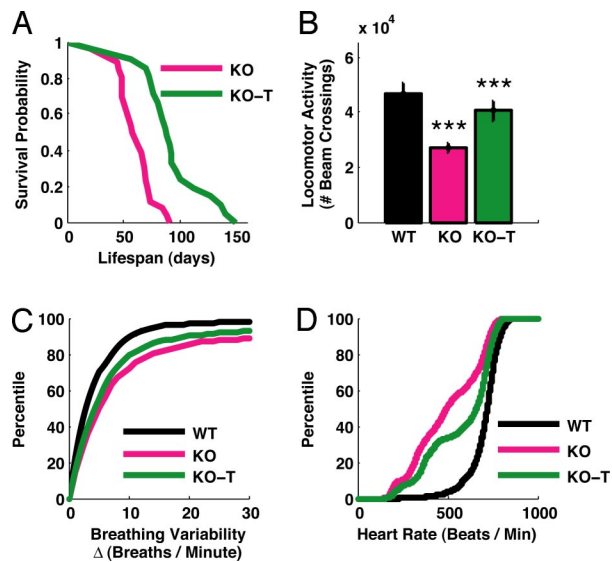 A
Survival Probability
1
0.8
0.6
0.4
0.2
0
0 50 100 150
Lifespan (days)
KO
KO–T
B
x 10⁴
Locomotor Activity
(# Beam Crossings)
6
4
2
0
***
***
WT KO KO–T
C
Percentile
100
80
60
40
20
0
0 10 20 30
WT
KO
KO–T
Breathing Variability
Δ (Breaths / Minute)
D
Percentile
100
80
60
40
20
0
0 500 1000
WT
KO
KO–T
Heart Rate (Beats / Min)